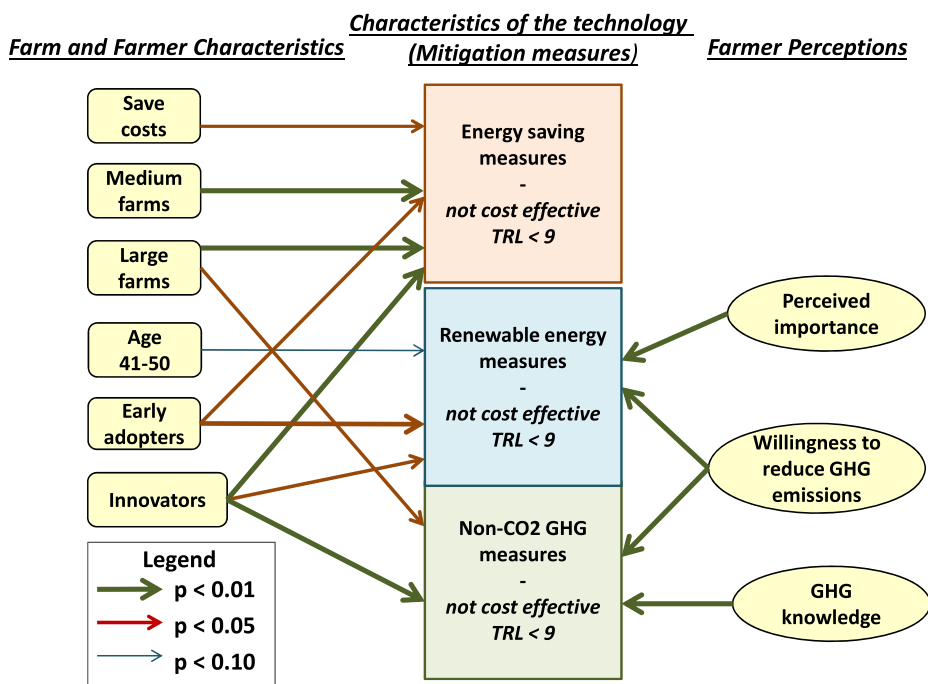 Farm and Farmer Characteristics
Characteristics of the technology
(Mitigation measures)
Farmer Perceptions
Save
costs
Medium
farms
Large
farms
Age
41-50
Early
adopters
Innovators
Legend
p < 0.01
p < 0.05
p < 0.10
Energy saving
measures
-
not cost effective
TRL < 9
Renewable energy
measures
-
not cost effective
TRL < 9
Non-CO2 GHG
measures
-
not cost effective
TRL < 9
Perceived
importance
Willingness to
reduce GHG
emissions
GHG
knowledge